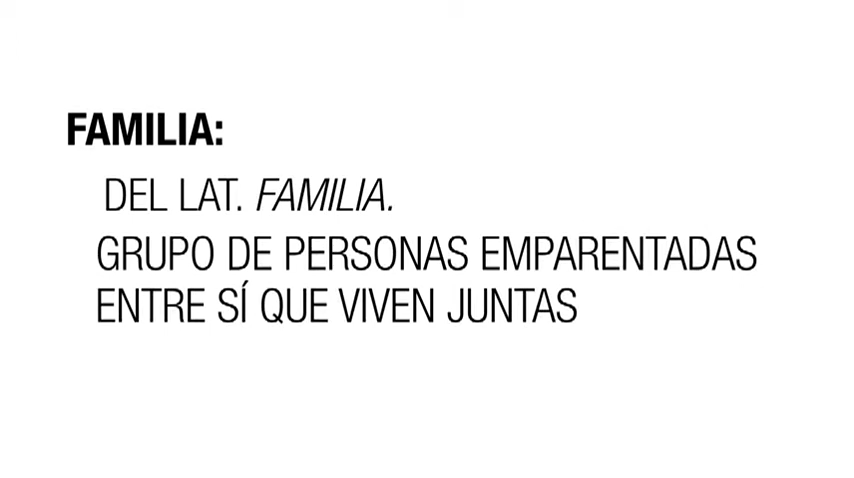 FAMILIA:
DEL LAT. FAMILIA.
GRUPO DE PERSONAS EMPARENTADAS
ENTRE SÍ QUE VIVEN JUNTAS